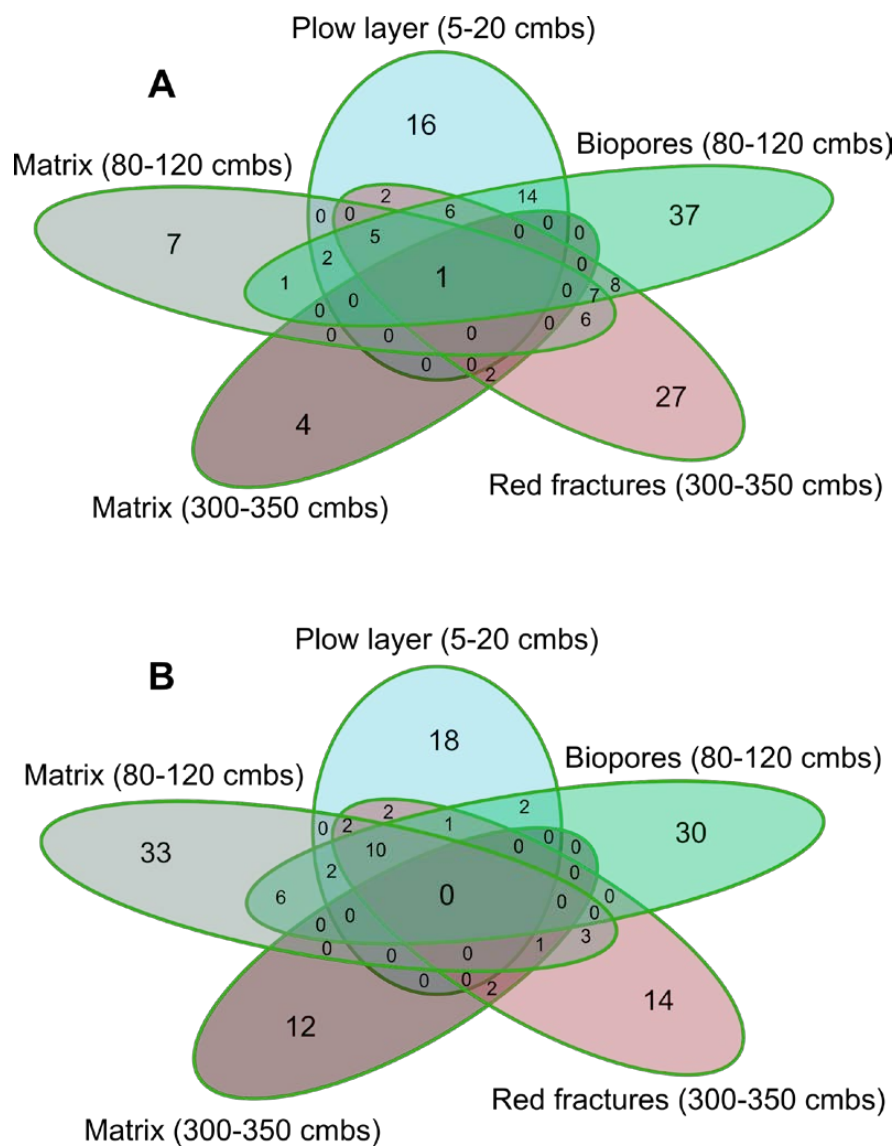 Plow layer (5-20 cmbs)
A
16
Biopores (80-120 cmbs)
Matrix (80-120 cmbs)
2 14
0 0 6 37
7 5 0 0 0
2 0
1 1 0 7 8
0 0
0 0 0 0 6
0 0 2
4 27
Red fractures (300-350 cmbs)
Matrix (300-350 cmbs)
Plow layer (5-20 cmbs)
B
18
Biopores (80-120 cmbs)
Matrix (80-120 cmbs)
2 2
0 2 1 30
33 10 0 0 0
2 0
6 0 0 0
0 0 0
0 0 0 1 3
0 0 2
12 14
Red fractures (300-350 cmbs)
Matrix (300-350 cmbs)